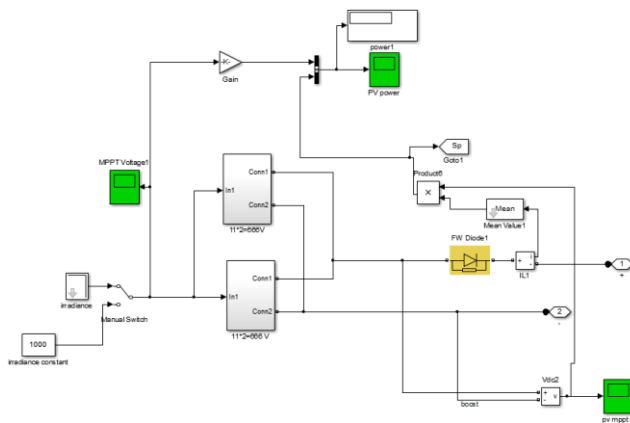 power1
-K-
Gain
PV power
Sp
Goto1
MPPT Voltage1
Product6
×
Mean
Mean Value1
In1
Conn1
Conn2
11*2=666V
FW Diode1
+
i
-
IL1
1
+
In1
Conn1
Conn2
11*2=666 V
irradiance
Manual Switch
2
-
1000
irradiance constant
Vdc2
+
-
v
boost
pv mppt